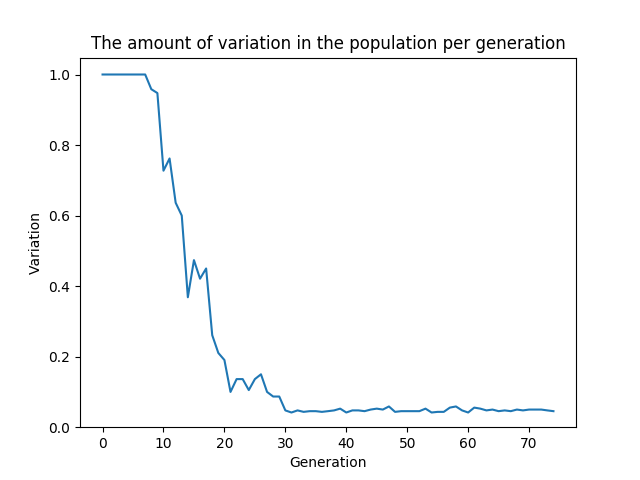 The amount of variation in the population per generation
1.0
0.8
0.6
0.4
0.2
0.0
Variation
0 10 20 30 40 50 60 70
Generation